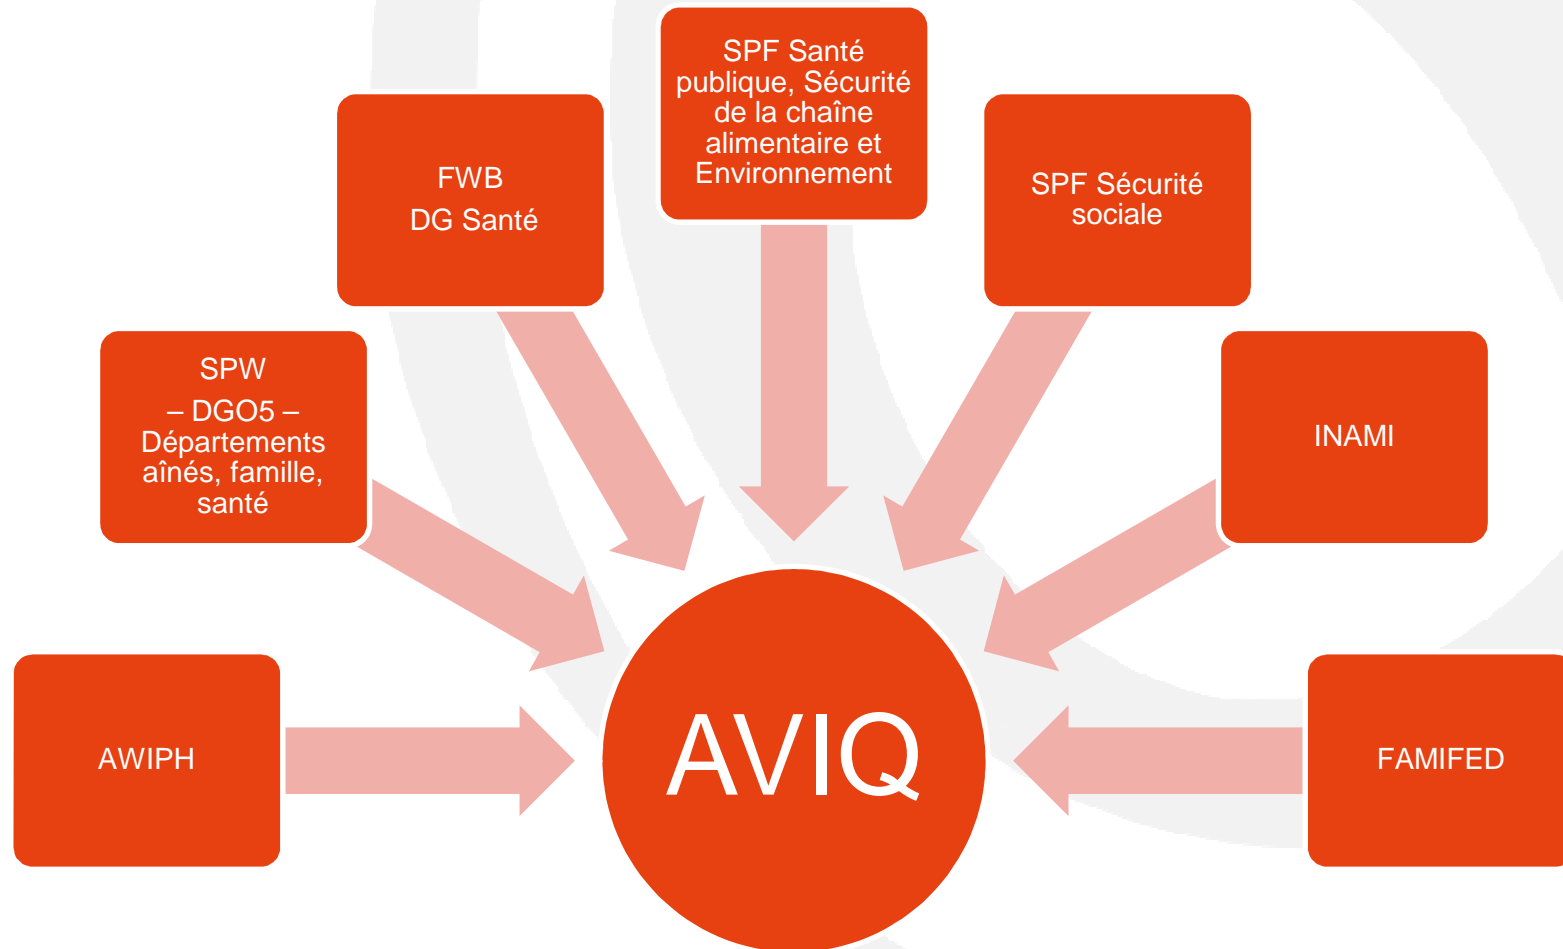 SPF Santé
publique, Sécurité
de la chaîne
alimentaire et
Environnement
FWB
DG Santé
SPF Sécurité
sociale
SPW
– DGO5 –
Départements
aînés, famille,
santé
INAMI
AWIPH
AVIQ
FAMIFED